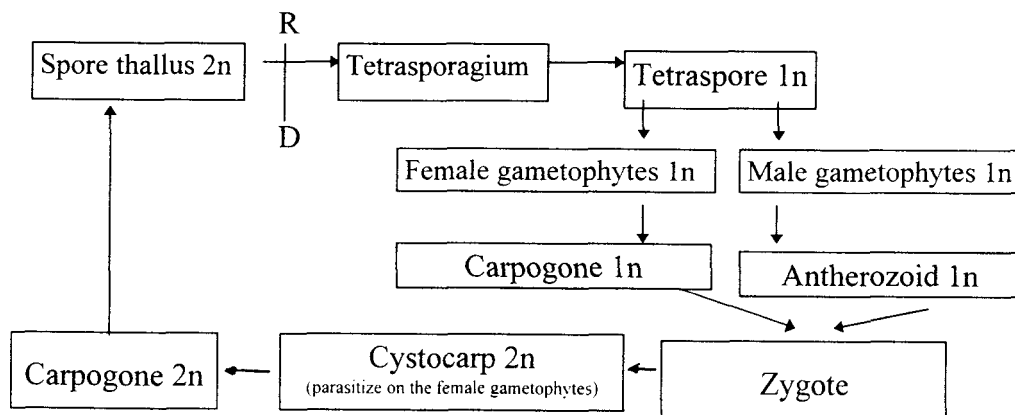 R
Spore thallus 2n
Tetrasporagium
Tetraspore 1n
D
Female gametophytes 1n
Male gametophytes 1n
Carpogone 1n
Antherozoid 1n
Carpogone 2n
Cystocarp 2n
(parasitize on the female gametophytes)
Zygote